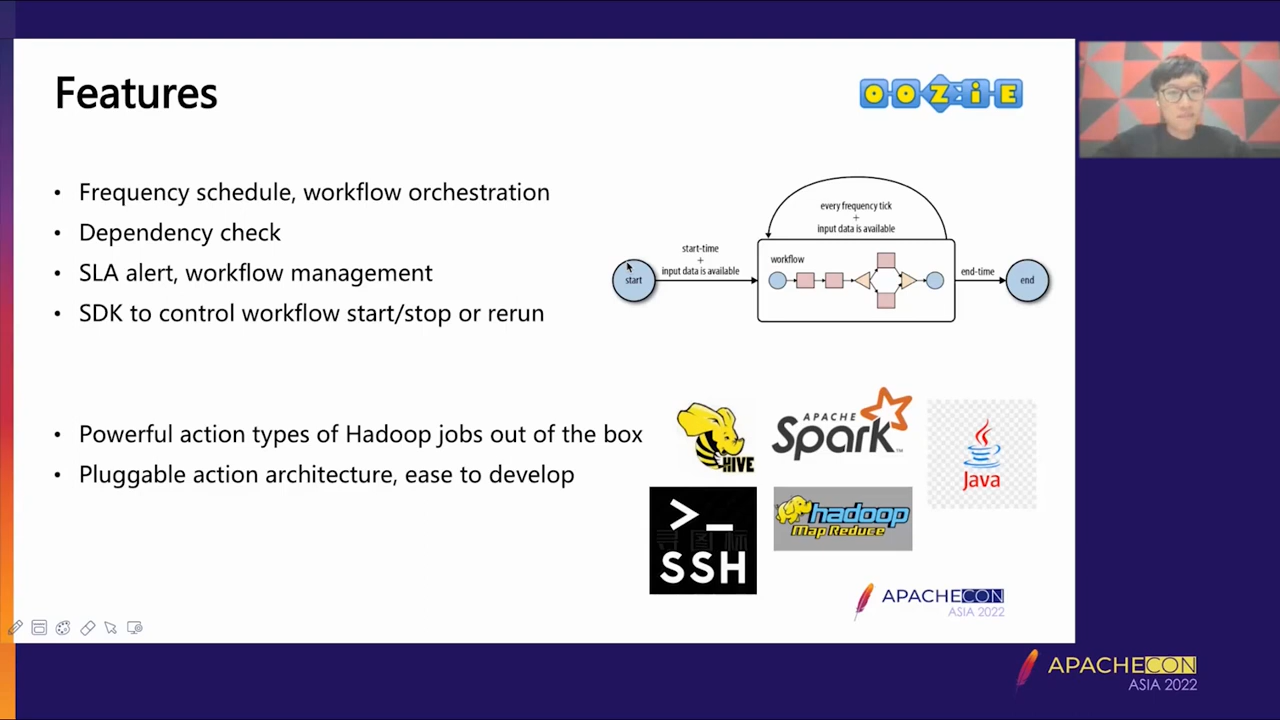 Features
OOZIE
• Frequency schedule, workflow orchestration
• Dependency check
• SLA alert, workflow management
• SDK to control workflow start/stop or rerun
every frequency tick
+
input data is available
start-time
+
input data is available
workflow
start
end-time
end
• Powerful action types of Hadoop jobs out of the box
• Pluggable action architecture, ease to develop
HIVE
APACHE
Spark™
Java
>_
SSH
hadoop
Map Reduce
APACHECON
ASIA 2022
APACHECON
ASIA 2022